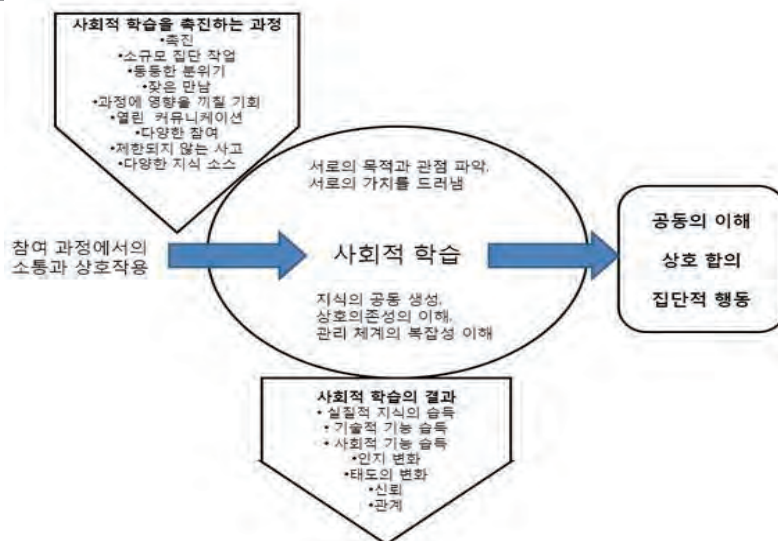 사회적 학습을 촉진하는 과정
•촉진
•소규모 집단 작업
•동등한 분위기
•잦은 만남
•과정에 영향을 끼칠 기회
•열린 커뮤니케이션
•다양한 참여
•제한되지 않는 사고
•다양한 지식 소스
서로의 목적과 관점 파악,
서로의 가치를 드러냄
참여 과정에서의
소통과 상호작용
사회적 학습
지식의 공동 생성,
상호의존성의 이해,
관리 체계의 복잡성 이해
공동의 이해
상호 합의
집단적 행동
사회적 학습의 결과
• 실질적 지식의 습득
• 기술적 기능 습득
• 사회적 기능 습득
•인지 변화
•태도의 변화
•신뢰
•관계